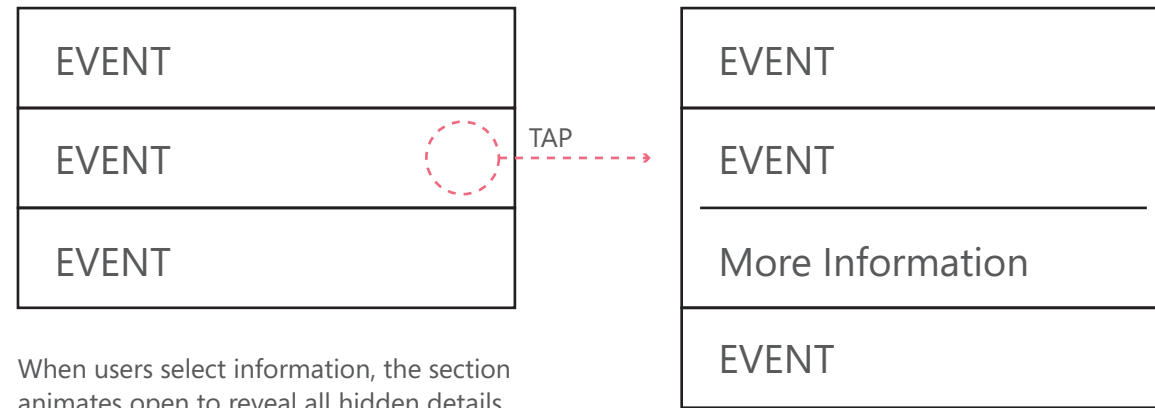 EVENT
EVENT
TAP
EVENT
When users select information, the section
animates open to reveal all hidden details
EVENT
EVENT
More Information
EVENT